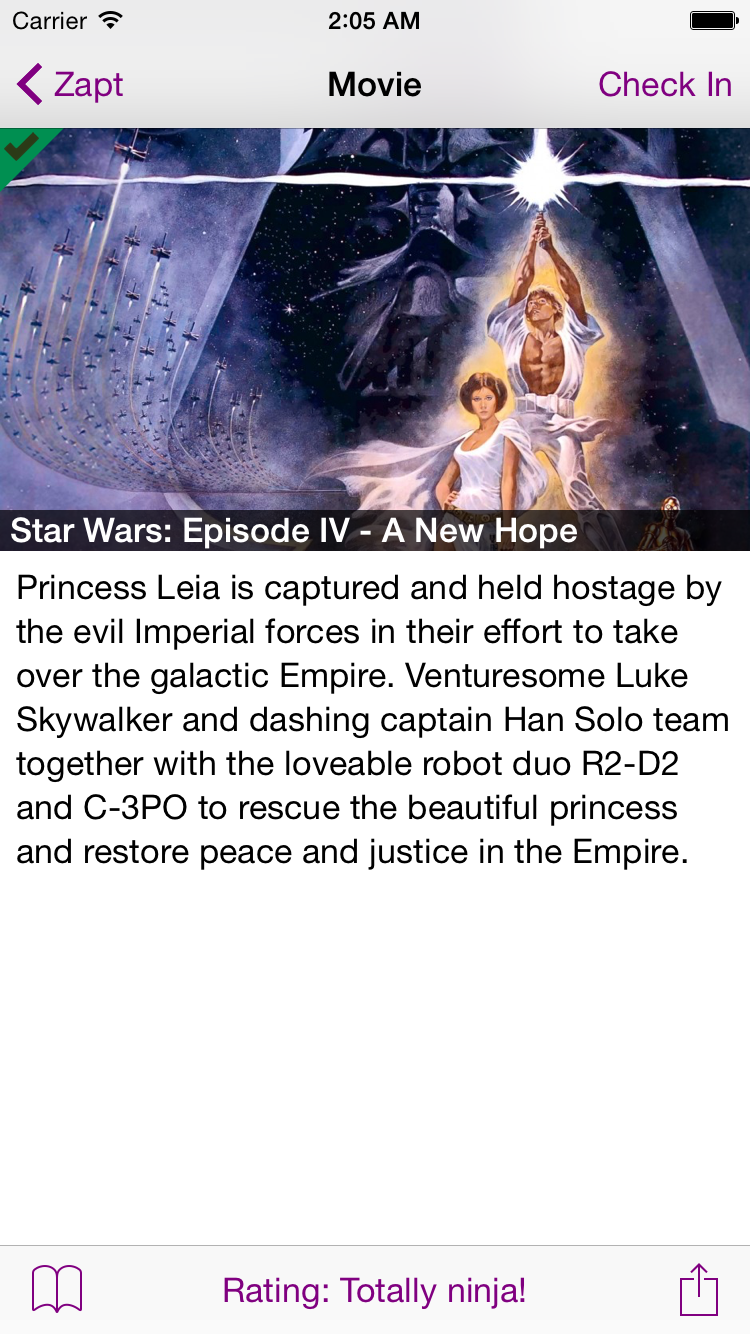 Carrier 2:05 AM
Zapt Movie Check In
Star Wars: Episode IV - A New Hope
Princess Leia is captured and held hostage by
the evil Imperial forces in their effort to take
over the galactic Empire. Venturesome Luke
Skywalker and dashing captain Han Solo team
together with the loveable robot duo R2-D2
and C-3PO to rescue the beautiful princess
and restore peace and justice in the Empire.
Rating: Totally ninja!